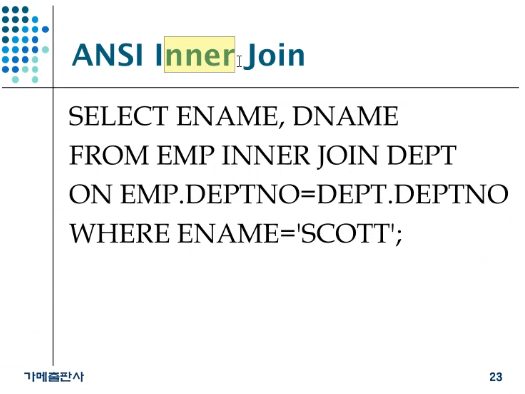 ANSI Inner Join
SELECT ENAME, DNAME
FROM EMP INNER JOIN DEPT
ON EMP.DEPTNO=DEPT.DEPTNO
WHERE ENAME='SCOTT';
가메출판사
23